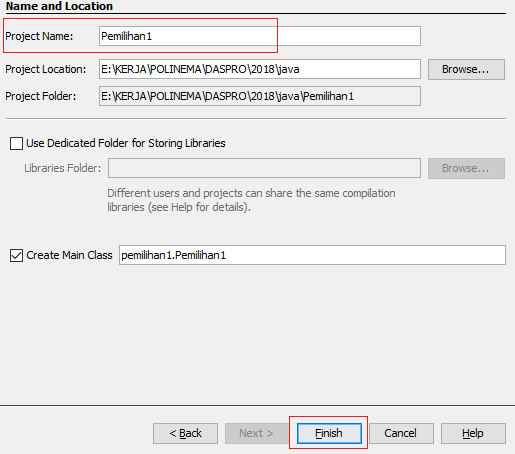 Name and Location
Project Name: Pemilihan1
Project Location: E:\KERJA\POLINEMA\DASPRO\2018\java Browse...
Project Folder: E:\KERJA\POLINEMA\DASPRO\2018\java\Pemilihan1
Use Dedicated Folder for Storing Libraries
Libraries Folder: Browse...
Different users and projects can share the same compilation
libraries (see Help for details).
Create Main Class pemilihan1.Pemilihan1
< Back Next > Finish Cancel Help